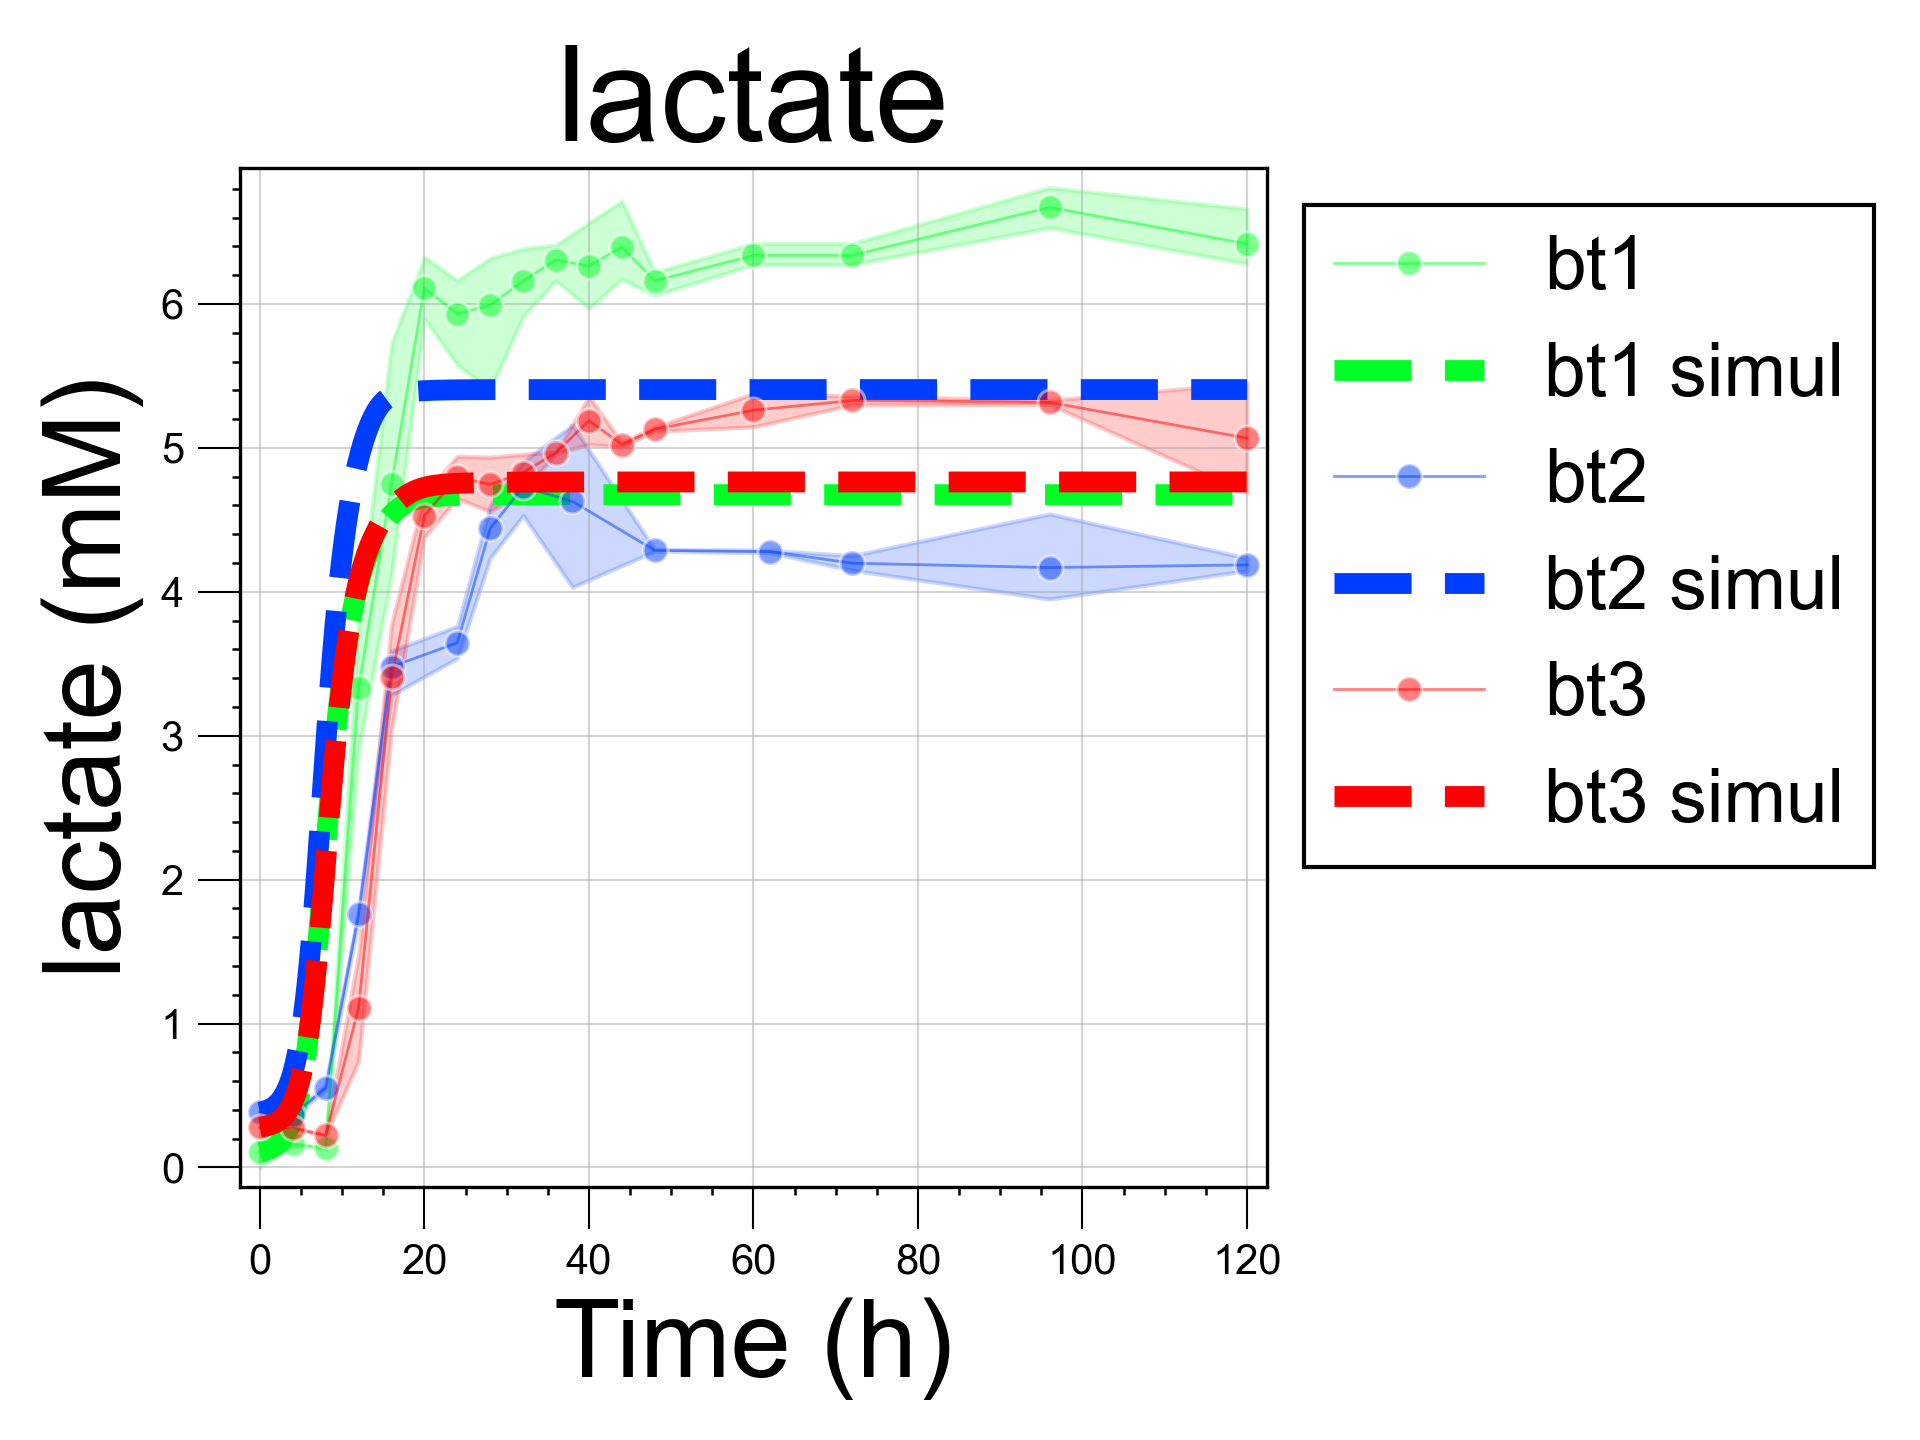 lactate
lactate (mM)
6
5
4
3
2
1
0
0 20 40 60 80 100 120
Time (h)
bt1
bt1 simul
bt2
bt2 simul
bt3
bt3 simul